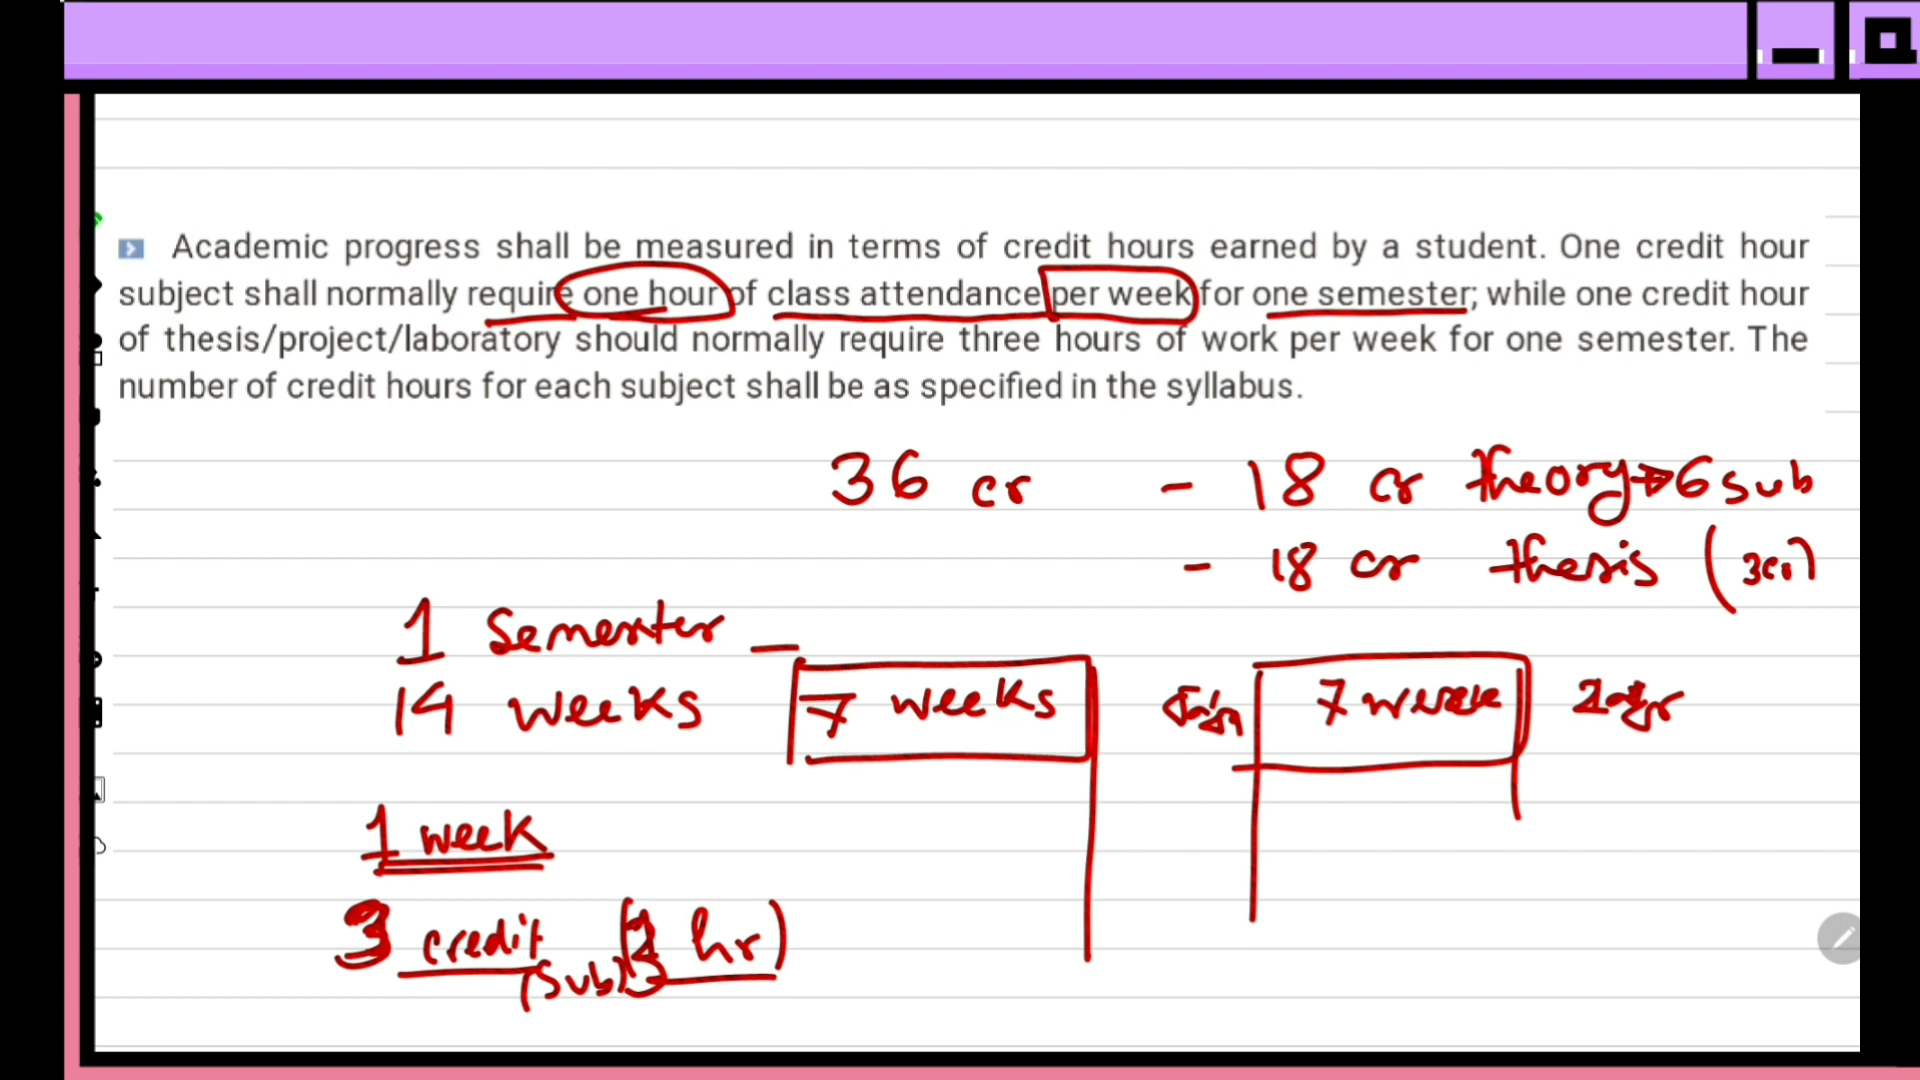 Academic progress shall be measured in terms of credit hours earned by a student. One credit hour
subject shall normally require one hour of class attendance per week for one semester; while one credit hour
of thesis/project/laboratory should normally require three hours of work per week for one semester. The
number of credit hours for each subject shall be as specified in the syllabus.
36 cr - 18 cr theory → 6 sub
- 18 cr thesis
1 Semester
14 weeks 7 weeks 7
1 week
3 credit hr)
(sub)